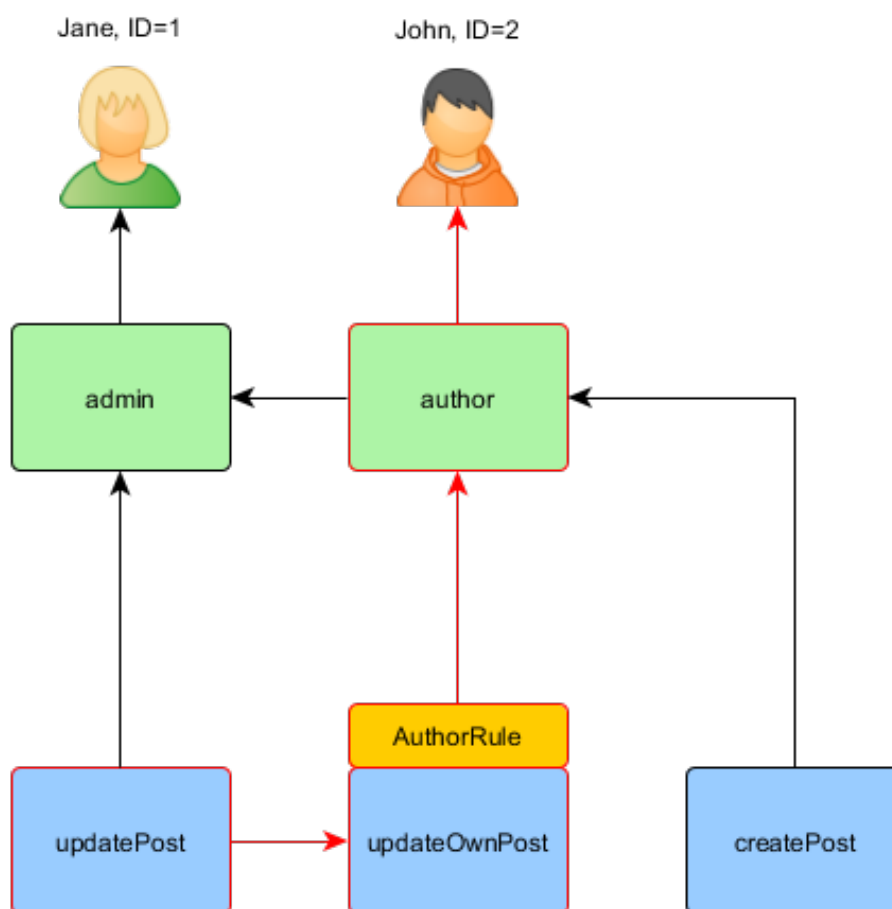 Jane, ID=1
John, ID=2
admin
author
AuthorRule
updatePost
updateOwnPost
createPost